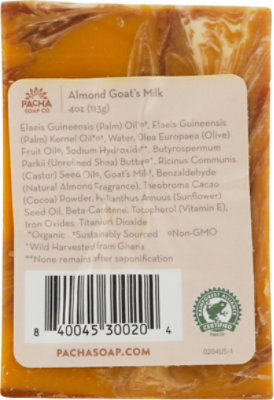 PACHA
SOAP CO.
Almond Goat's Milk
4oz (113g)
Elaeis Guineensis (Palm) Oil*ø, Elaeis
Guineensis (Palm) Kernel Oil*ø, Water, Olea Europaea (Olive)
Fruit Oil*, Sodium Hydroxide**, Butyrospermum
Parkii (Unrefined Shea) Butter*, Ricinus Communis
(Castor) Seed Oil*, Goat's Milk*, Benzaldehyde
(Natural Almond Fragrance), Theobroma Cacao
(Cocoa) Powder, Helianthus Annuus (Sunflower)
Seed Oil, Beta-Carotene, Tocopherol (Vitamin E),
Iron Oxides, Titanium Dioxide
*Organic *Sustainably Sourced øNon-GMO
*Wild Harvested from Ghana
**None remains after saponification
8 40045 30020 4
CERTIFIED
PACHASOAP.COM
0204US-1